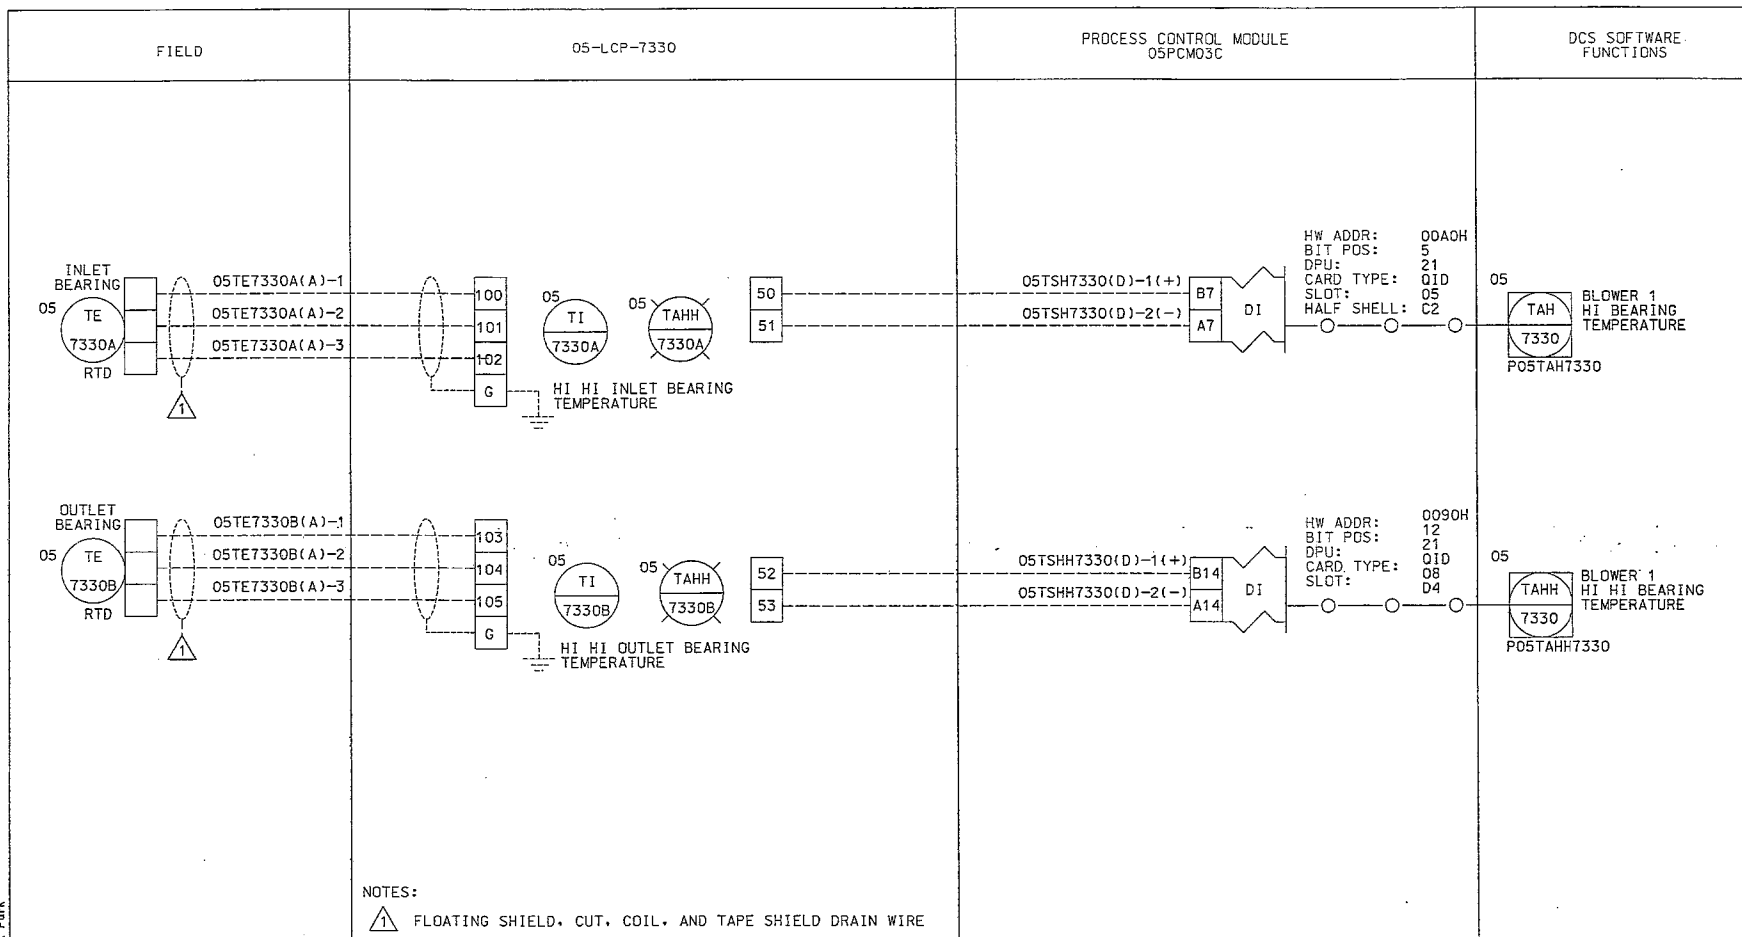 FIELD
05-LCP-7330
PROCESS CONTROL MODULE
05PCM03C
DCS SOFTWARE
FUNCTIONS
INLET
BEARING
05
TE
7330A
RTD
1
05TE7330A(A)-1
05TE7330A(A)-2
05TE7330A(A)-3
100
101
102
G
05
TI
7330A
05
TAHH
7330A
HI HI INLET BEARING
TEMPERATURE
50
51
05TSH7330(D)-1(+)
05TSH7330(D)-2(-)
B7
A7
DI
HW ADDR: 00A0H
BIT POS: 5
DPU: 21
CARD TYPE: QID
SLOT: 05
HALF SHELL: C2
05
TAH
7330
P05TAH7330
BLOWER 1
HI BEARING
TEMPERATURE
OUTLET
BEARING
05
TE
7330B
RTD
1
05TE7330B(A)-1
05TE7330B(A)-2
05TE7330B(A)-3
103
104
105
G
05
TI
7330B
05
TAHH
7330B
HI HI OUTLET BEARING
TEMPERATURE
52
53
05TSHH7330(D)-1(+)
05TSHH7330(D)-2(-)
B14
A14
DI
HW ADDR: 0090H
BIT POS: 12
DPU: 21
CARD TYPE: QID
SLOT: 08
D4
05
TAHH
7330
P05TAHH7330
BLOWER 1
HI HI BEARING
TEMPERATURE
NOTES:
1 FLOATING SHIELD. CUT. COIL. AND TAPE SHIELD DRAIN WIRE